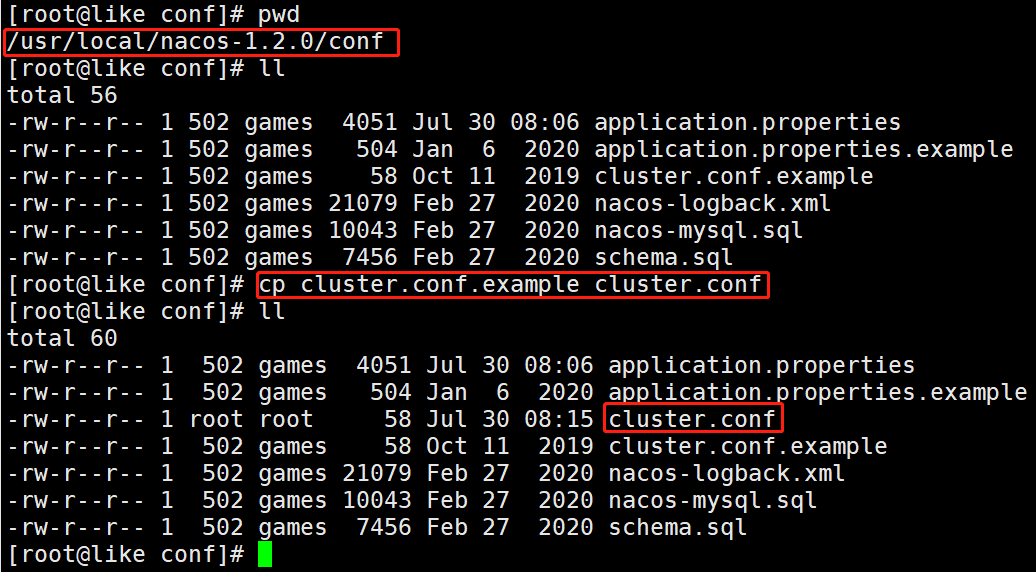 [root@like conf]# pwd
/usr/local/nacos-1.2.0/conf
[root@like conf]# ll
total 56
-rw-r--r-- 1 502 games  4051 Jul 30 08:06 application.properties
-rw-r--r-- 1 502 games   504 Jan  6  2020 application.properties.example
-rw-r--r-- 1 502 games    58 Oct 11  2019 cluster.conf.example
-rw-r--r-- 1 502 games 21079 Feb 27  2020 nacos-logback.xml
-rw-r--r-- 1 502 games 10043 Feb 27  2020 nacos-mysql.sql
-rw-r--r-- 1 502 games  7456 Feb 27  2020 schema.sql
[root@like conf]# cp cluster.conf.example cluster.conf
[root@like conf]# ll
total 60
-rw-r--r-- 1  502 games  4051 Jul 30 08:06 application.properties
-rw-r--r-- 1  502 games   504 Jan  6  2020 application.properties.example
-rw-r--r-- 1 root root     58 Jul 30 08:15 cluster.conf
-rw-r--r-- 1  502 games    58 Oct 11  2019 cluster.conf.example
-rw-r--r-- 1  502 games 21079 Feb 27  2020 nacos-logback.xml
-rw-r--r-- 1  502 games 10043 Feb 27  2020 nacos-mysql.sql
-rw-r--r-- 1  502 games  7456 Feb 27  2020 schema.sql
[root@like conf]#